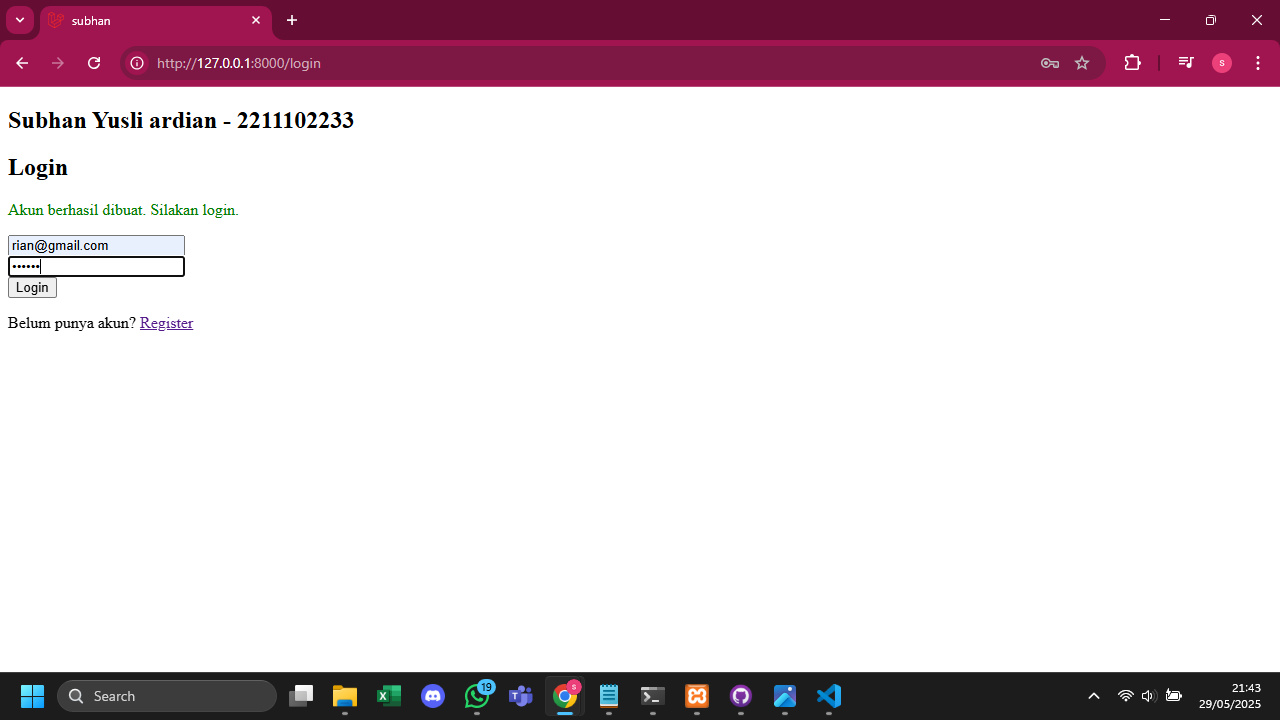 subhan
http://127.0.0.1:8000/login
S
Subhan Yusli ardian - 2211102233
Login
Akun berhasil dibuat. Silakan login.
rian@gmail.com
••••••
Login
Belum punya akun? Register
Search
19
S
21:43
29/05/2025